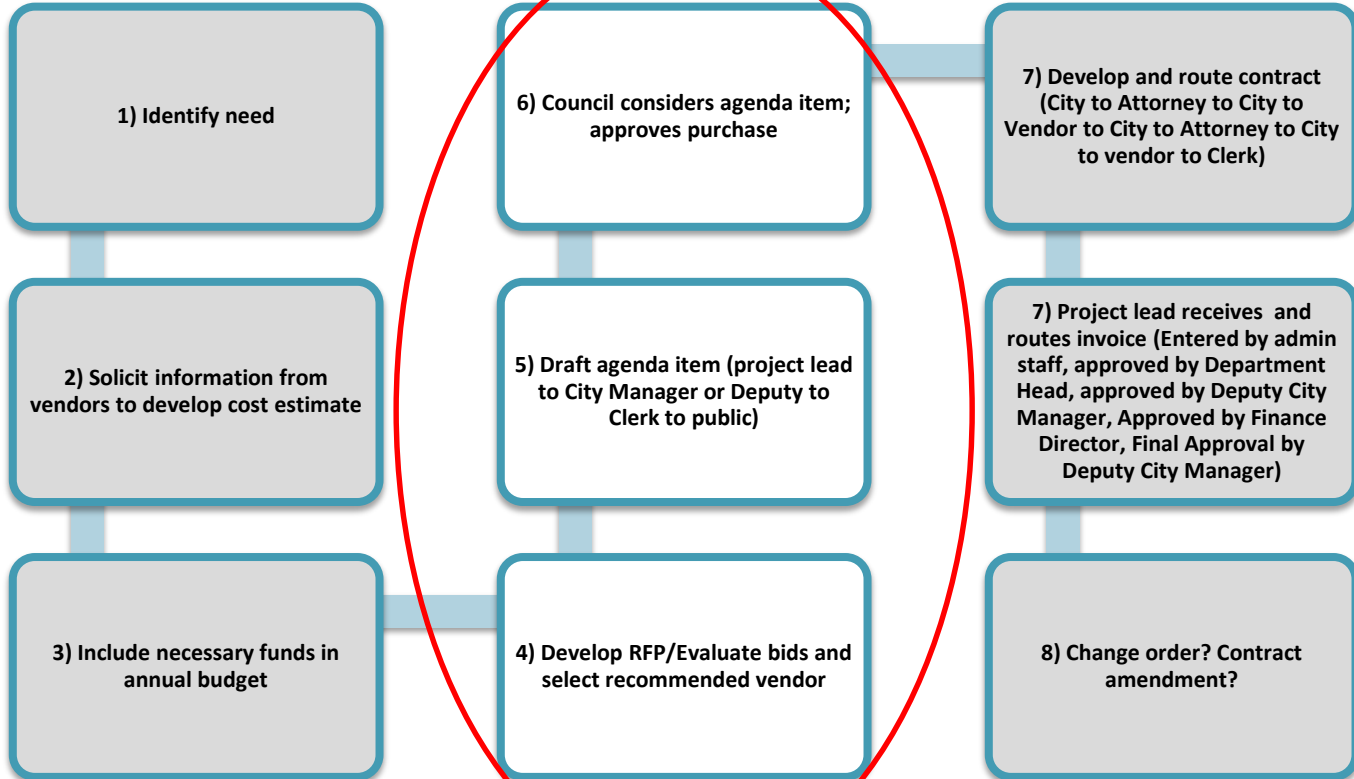 1) Identify need
2) Solicit information from
vendors to develop cost estimate
3) Include necessary funds in
annual budget
4) Develop RFP/Evaluate bids and
select recommended vendor
5) Draft agenda item (project lead
to City Manager or Deputy to
Clerk to public)
6) Council considers agenda item;
approves purchase
7) Develop and route contract
(City to Attorney to City to
Vendor to City to Attorney to City
to vendor to Clerk)
7) Project lead receives and
routes invoice (Entered by admin
staff, approved by Department
Head, approved by Deputy City
Manager, Approved by Finance
Director, Final Approval by
Deputy City Manager)
8) Change order? Contract
amendment?